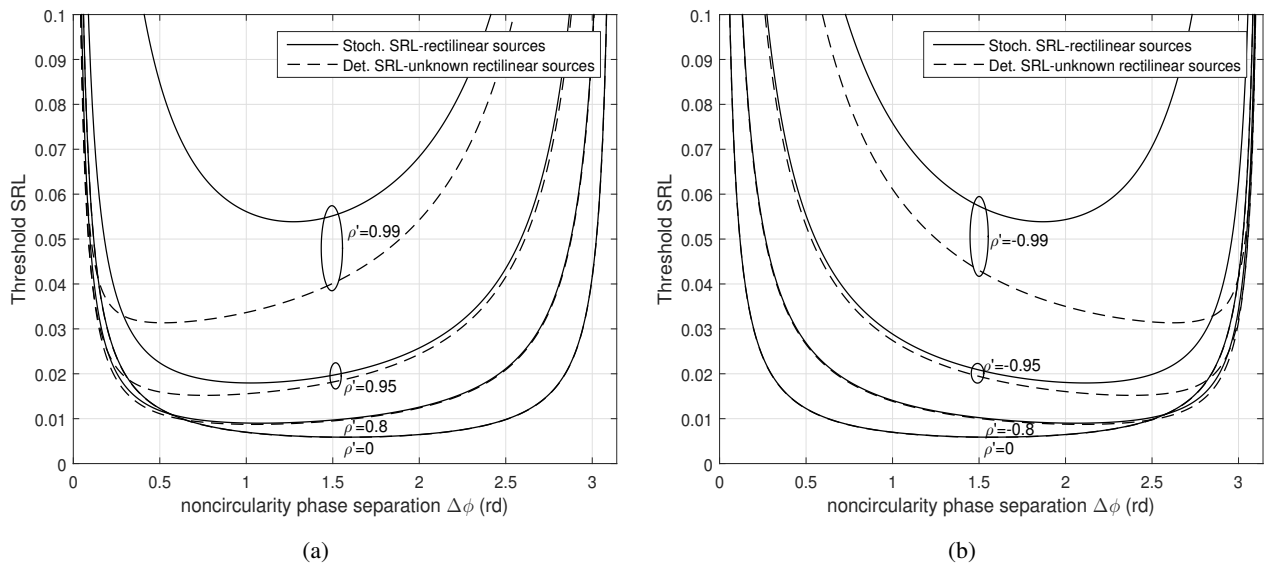 0.1
0.09
0.08
0.07
0.06
0.05
0.04
0.03
0.02
0.01
0
Threshold SRL
Stoch. SRL-rectilinear sources
Det. SRL-unknown rectilinear sources
ρ'=0.99
ρ'=0.95
ρ'=0.8
ρ'=0
0 0.5 1 1.5 2 2.5 3
noncircularity phase separation Δϕ (rd)
(a)
0.1
0.09
0.08
0.07
0.06
0.05
0.04
0.03
0.02
0.01
0
Threshold SRL
Stoch. SRL-rectilinear sources
Det. SRL-unknown rectilinear sources
ρ'=-0.99
ρ'=-0.95
ρ'=-0.8
ρ'=0
0 0.5 1 1.5 2 2.5 3
noncircularity phase separation Δϕ (rd)
(b)